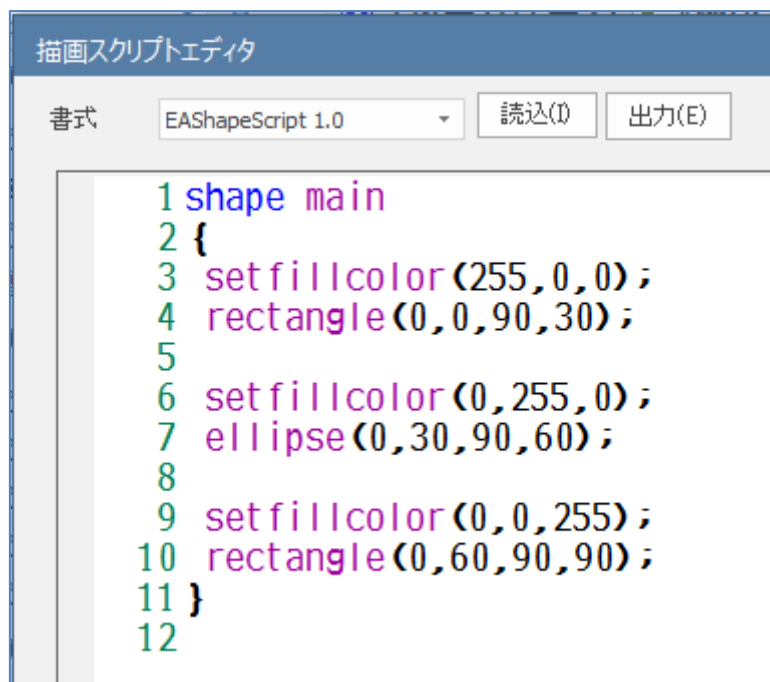 描画スクリプトエディタ
書式 EAShapeScript 1.0 読込(I) 出力(E)
1 shape main
2 {
3 setfillcolor(255,0,0);
4 rectangle(0,0,90,30);
5
6 setfillcolor(0,255,0);
7 ellipse(0,30,90,60);
8
9 setfillcolor(0,0,255);
10 rectangle(0,60,90,90);
11 }
12